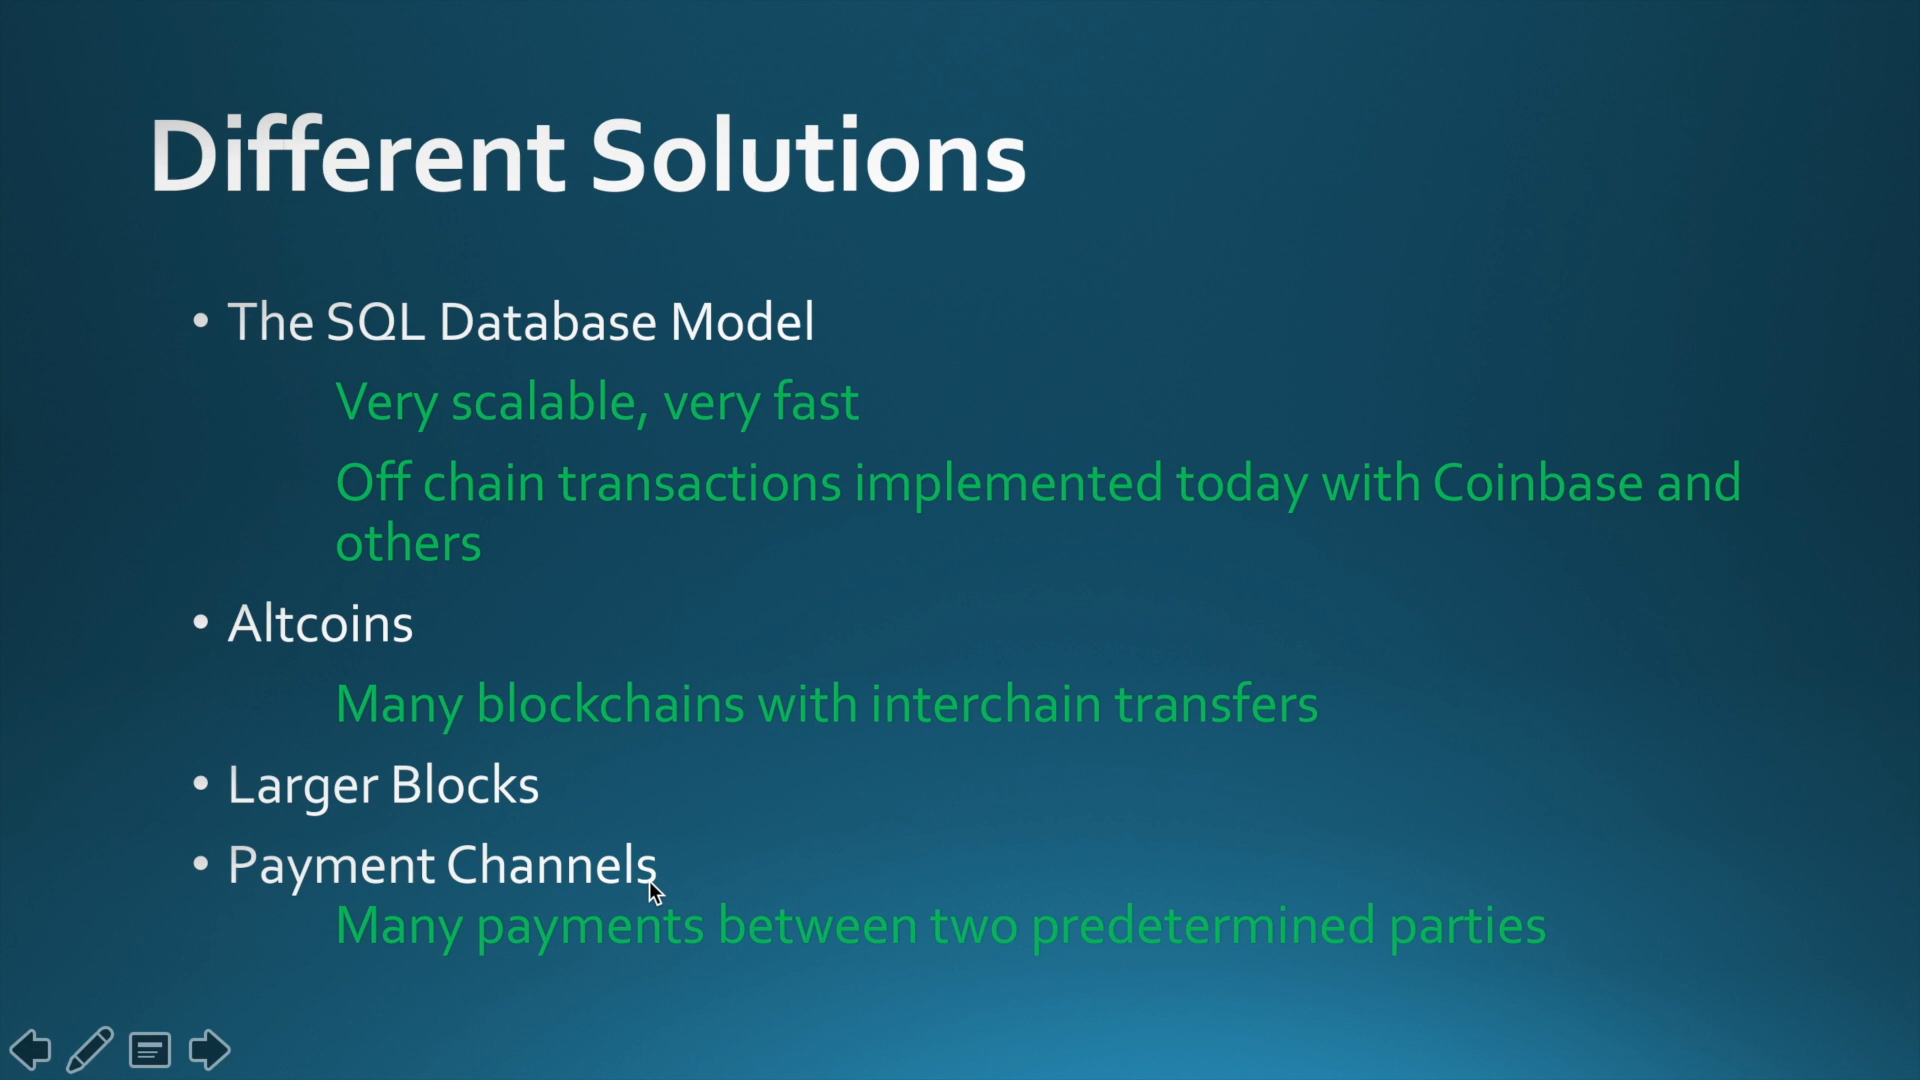 Different Solutions
• The SQL Database Model
Very scalable, very fast
Off chain transactions implemented today with Coinbase and
others
• Altcoins
Many blockchains with interchain transfers
• Larger Blocks
• Payment Channels
Many payments between two predetermined parties